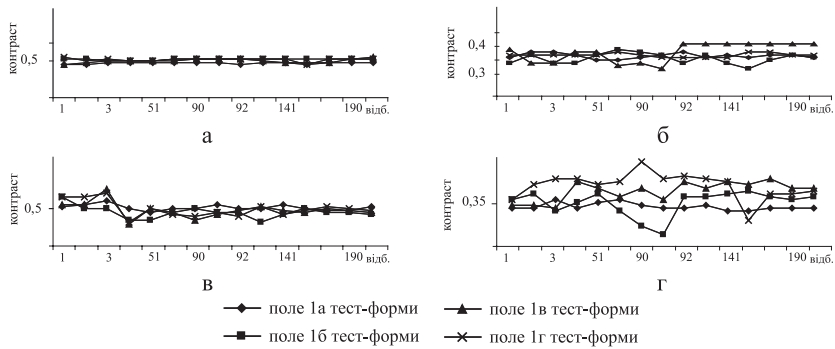 контраст
0,5
1 3 51 90 92 141 190 відб.
а
контраст
0,4
0,3
1 3 51 90 92 141 190 відб.
б
контраст
0,5
1 3 51 90 92 141 190 відб.
в
контраст
0,35
1 3 51 90 92 141 190 відб.
г
поле 1а тест-форми
поле 1в тест-форми
поле 1б тест-форми
поле 1г тест-форми